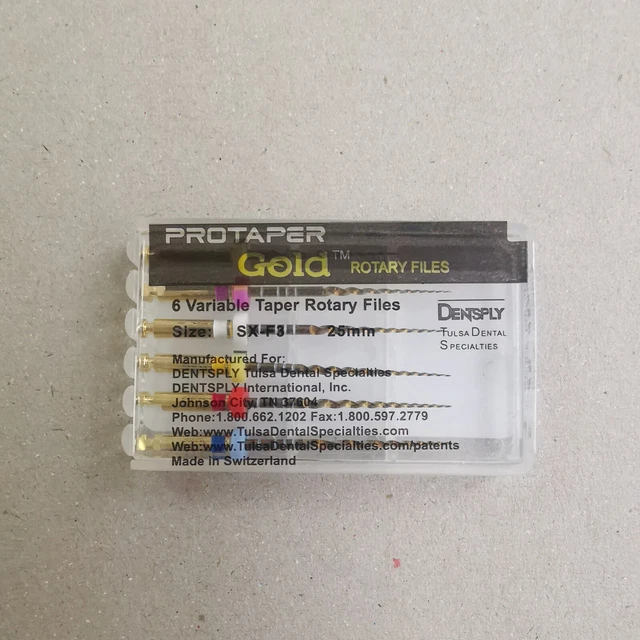 PROTAPER
Gold™ ROTARY FILES
6 Variable Taper Rotary Files
Size: SX-F3 25mm
DENTSPLY
TULSA DENTAL
SPECIALTIES
Manufactured For:
DENTSPLY Tulsa Dental Specialties
DENTSPLY International, Inc.
Johnson City, TN 37604
Phone:1.800.662.1202 Fax:1.800.597.2779
Web:www.TulsaDentalSpecialties.com
Web:www.TulsaDentalSpecialties.com/patents
Made in Switzerland